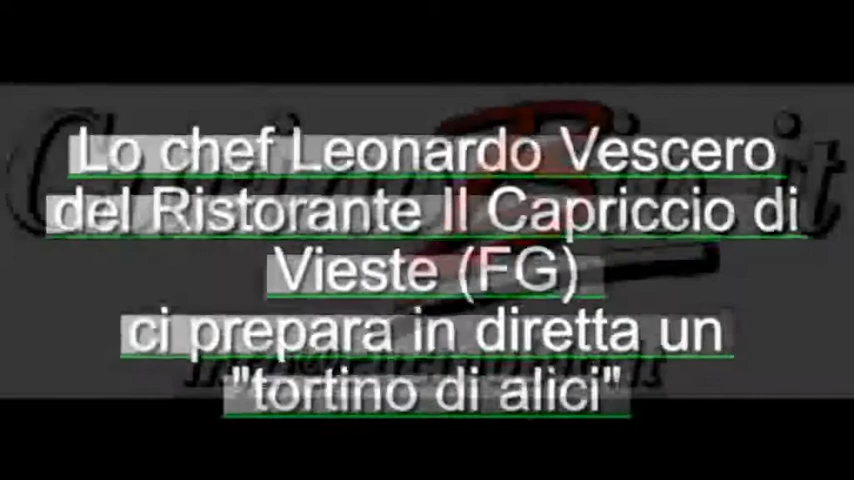 Lo chef Leonardo Vescero
del Ristorante Il Capriccio di
Vieste (FG)
ci prepara in diretta un
"tortino di alici"